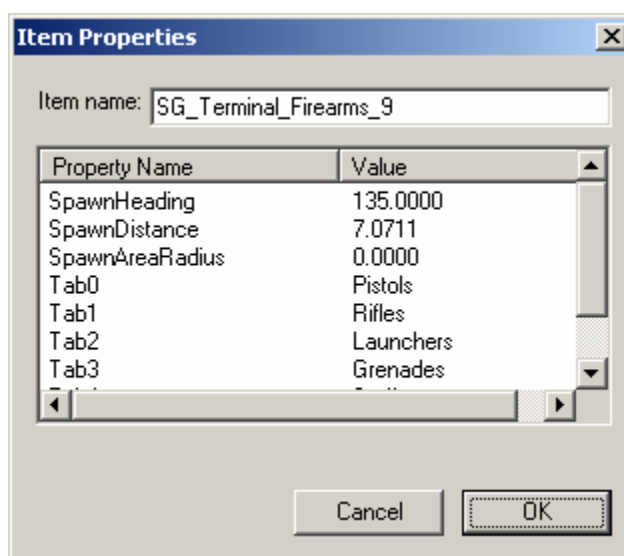 Item Properties
Item name: SG_Terminal_Firearms_9
Property Name Value
SpawnHeading 135.0000
SpawnDistance 7.0711
SpawnAreaRadius 0.0000
Tab0 Pistols
Tab1 Rifles
Tab2 Launchers
Tab3 Grenades
Cancel OK